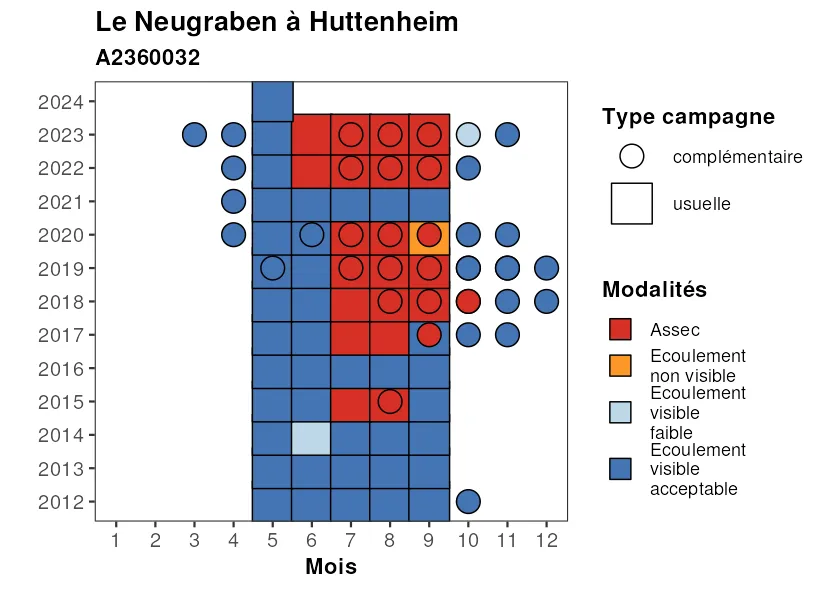 Le Neugraben à Huttenheim
A2360032
2024
2023
2022
2021
2020
2019
2018
2017
2016
2015
2014
2013
2012
1 2 3 4 5 6 7 8 9 10 11 12
Mois
Type campagne
complémentaire
usuelle
Modalités
Assec
Ecoulement
non visible
Ecoulement
visible
faible
Ecoulement
visible
acceptable